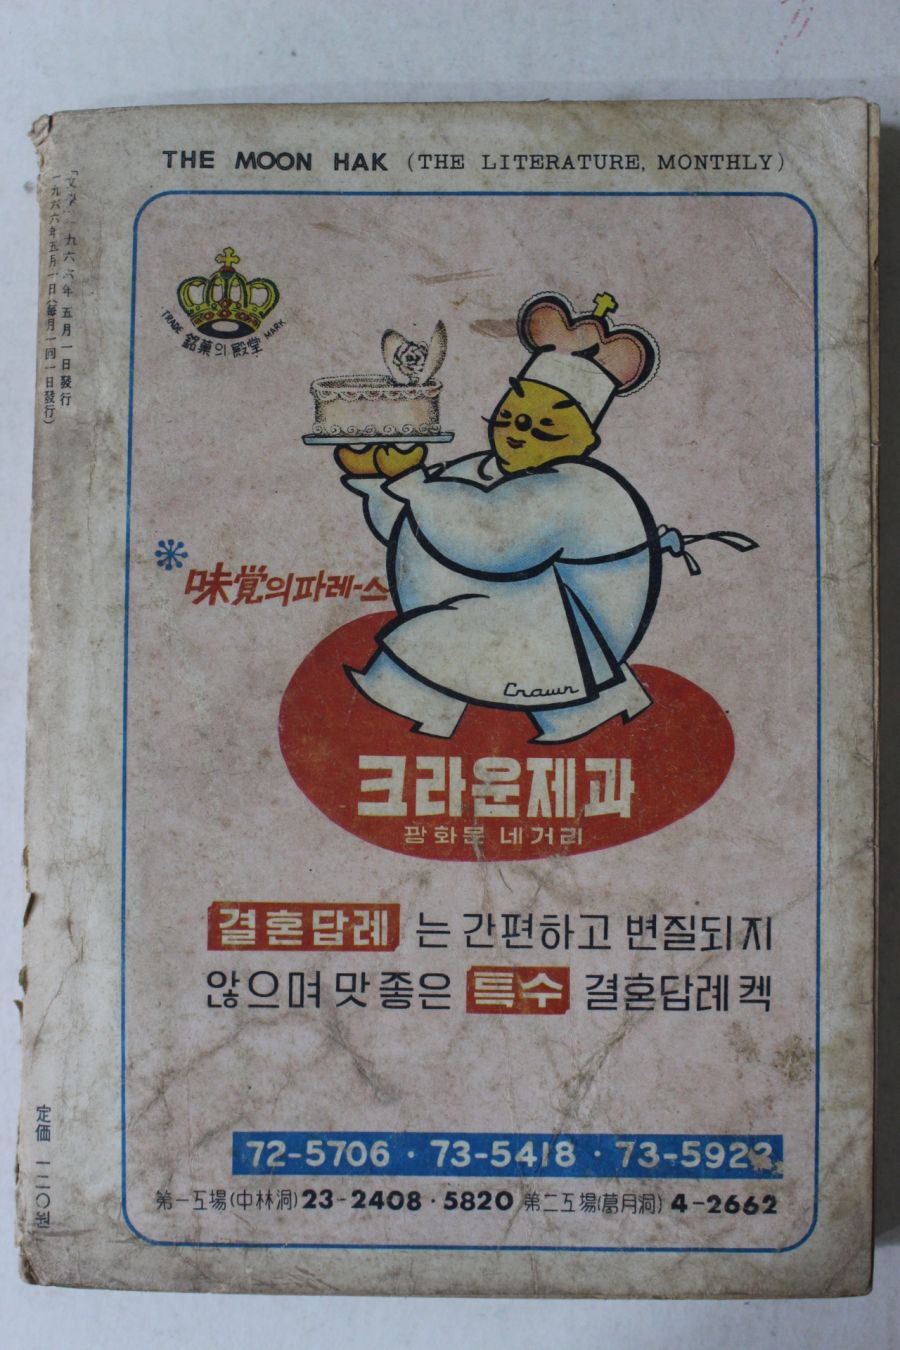 THE MOON HAK (THE LITERATURE, MONTHLY)
「文學」一九六六年五月一日發行
一九六六年五月一日(每月一回一日發行)
TRADE MARK
銘菓의 殿堂
味覚의파레-스
Crown
크라운제과
광화문 네거리
결혼답례는 간편하고 변질되지
않으며 맛 좋은 특수 결혼답례 켁
72-5706 · 73-5418 · 73-5922
第一工場(中林洞)23-2408·5820 第二工場(葛月洞)4-2662
定価 一二〇원